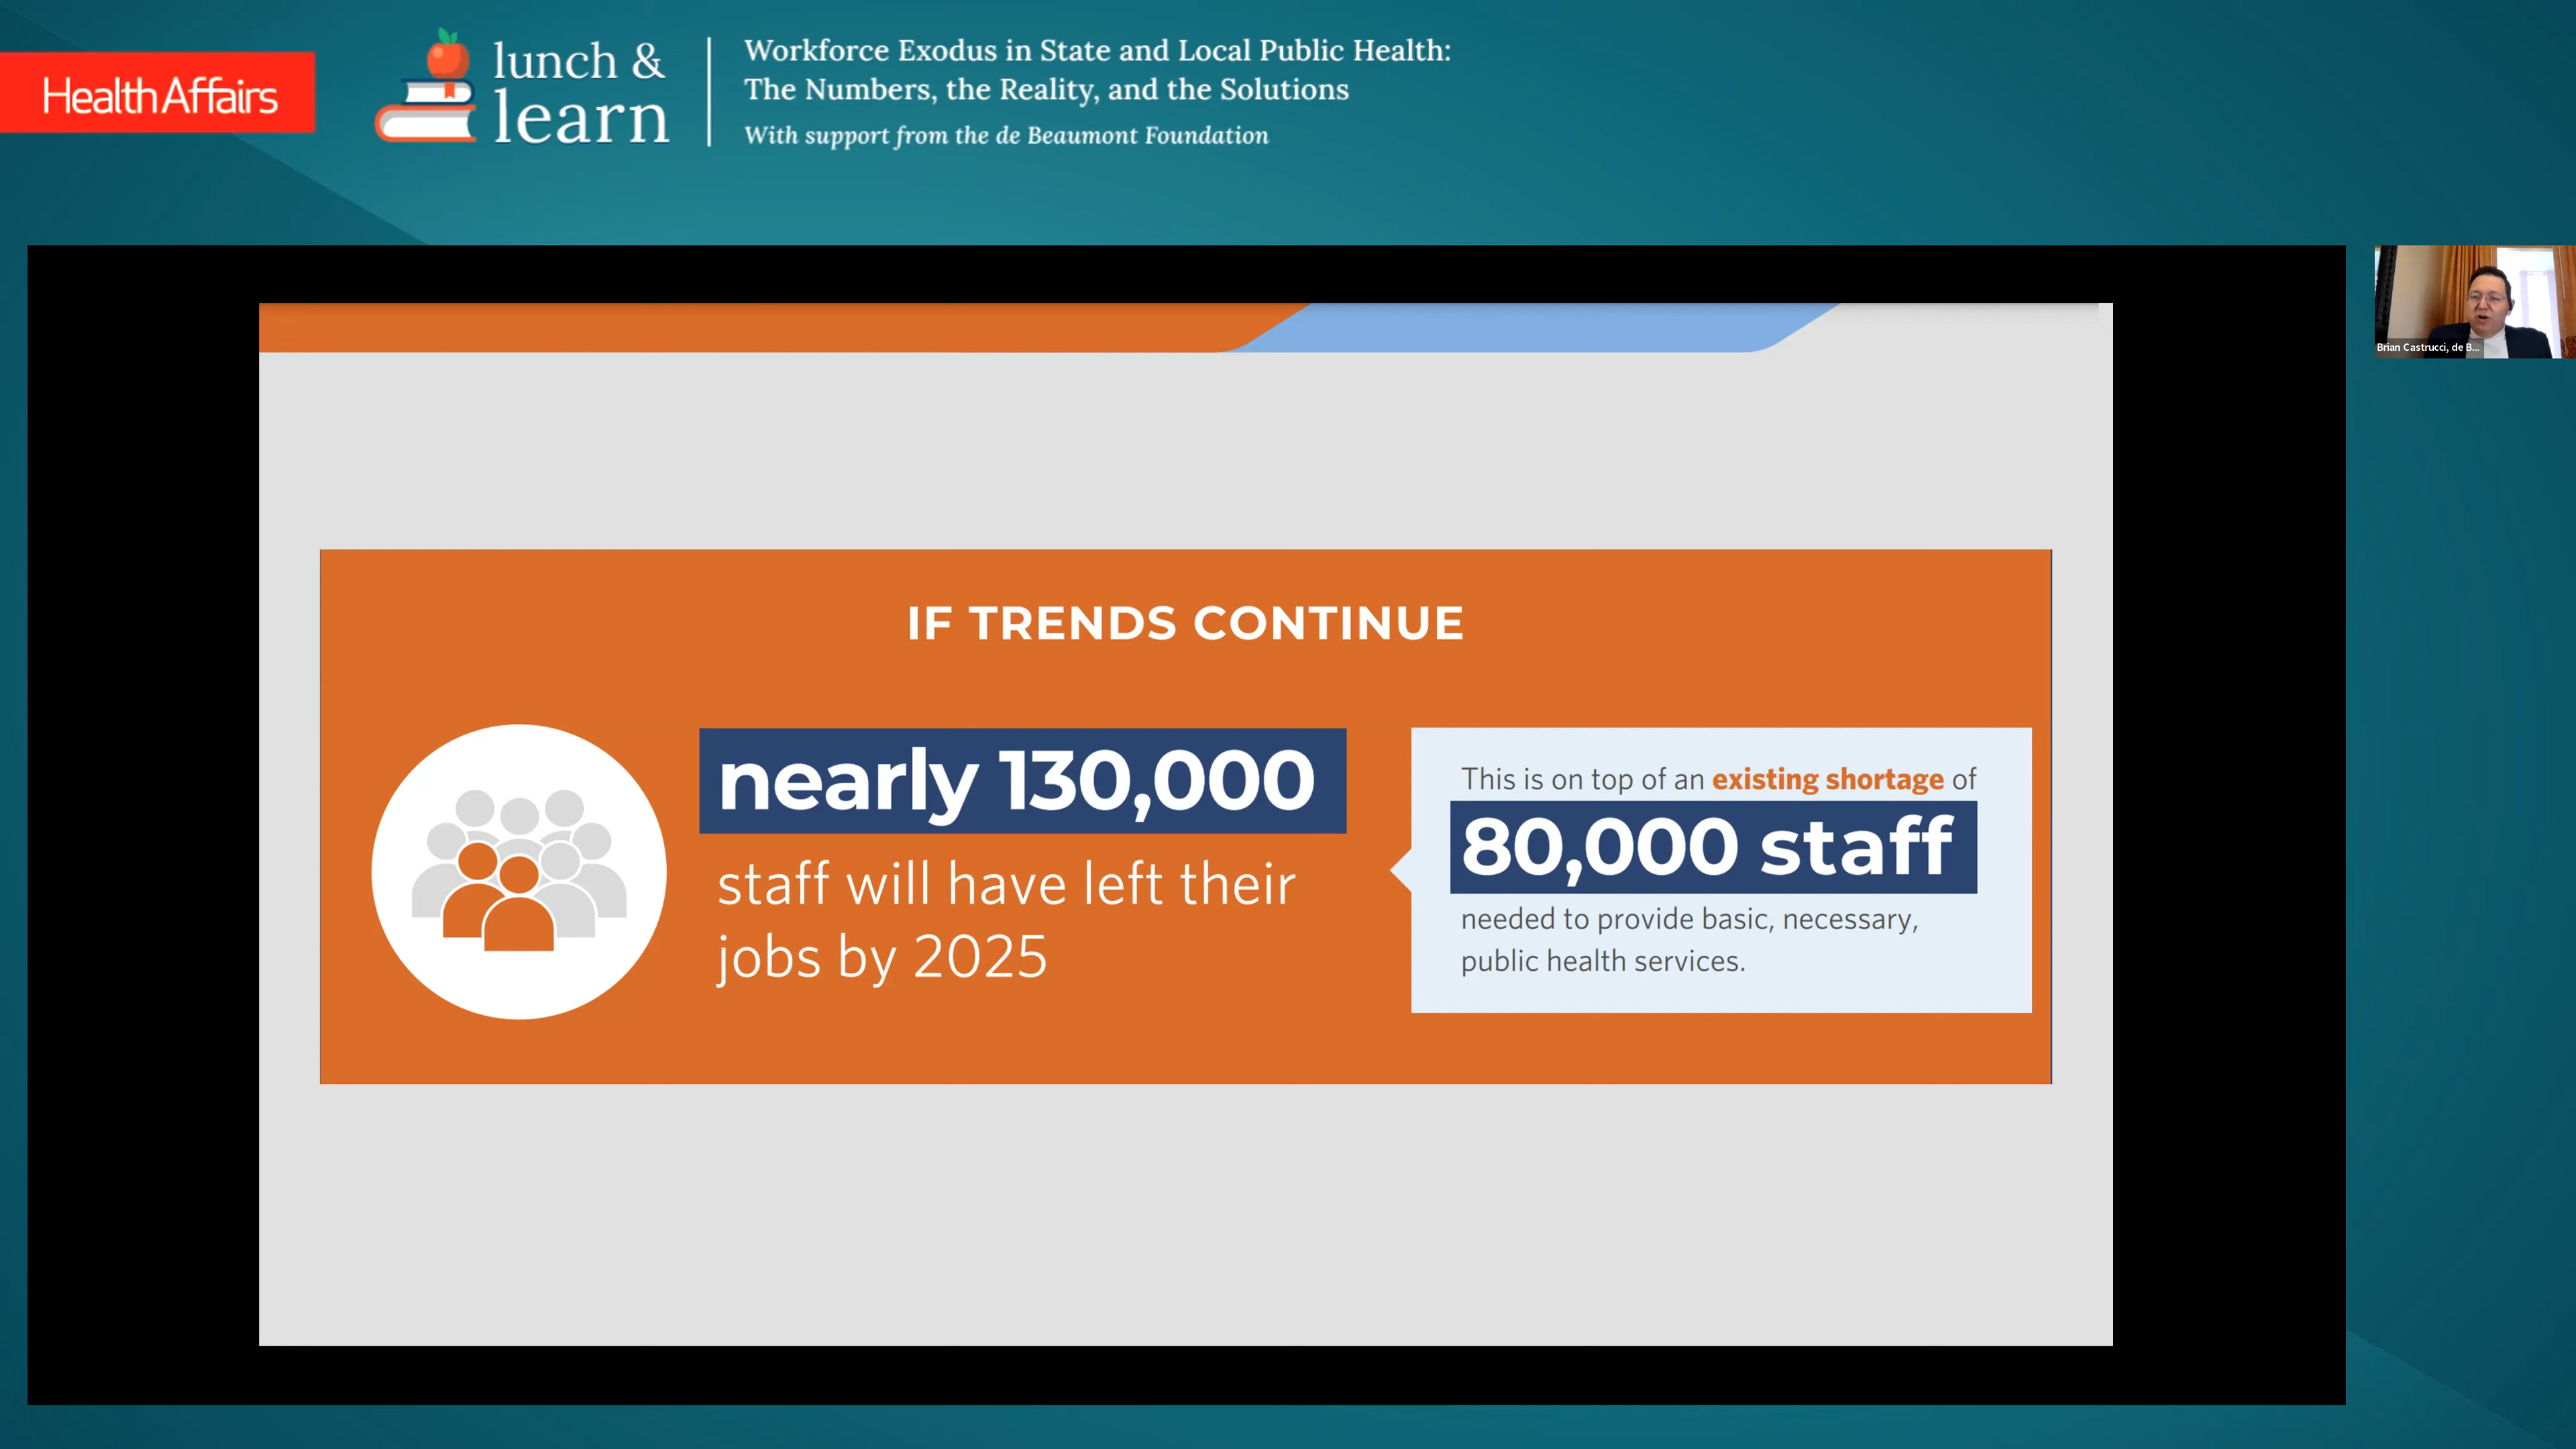 HealthAffairs
lunch &
learn
Workforce Exodus in State and Local Public Health:
The Numbers, the Reality, and the Solutions
With support from the de Beaumont Foundation
Brian Castrucci, de B...
IF TRENDS CONTINUE
nearly 130,000
staff will have left their
jobs by 2025
This is on top of an existing shortage of
80,000 staff
needed to provide basic, necessary,
public health services.